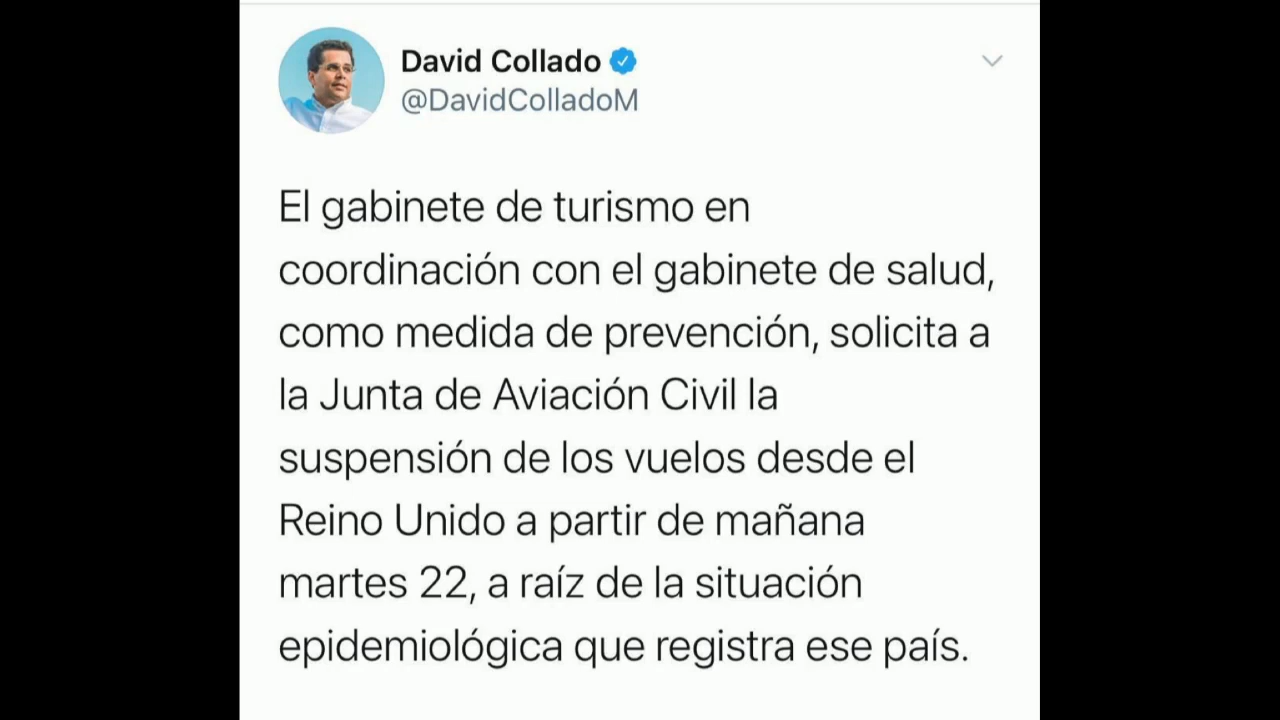 David Collado
@DavidColladoM
El gabinete de turismo en
coordinación con el gabinete de salud,
como medida de prevención, solicita a
la Junta de Aviación Civil la
suspensión de los vuelos desde el
Reino Unido a partir de mañana
martes 22, a raíz de la situación
epidemiológica que registra ese país.